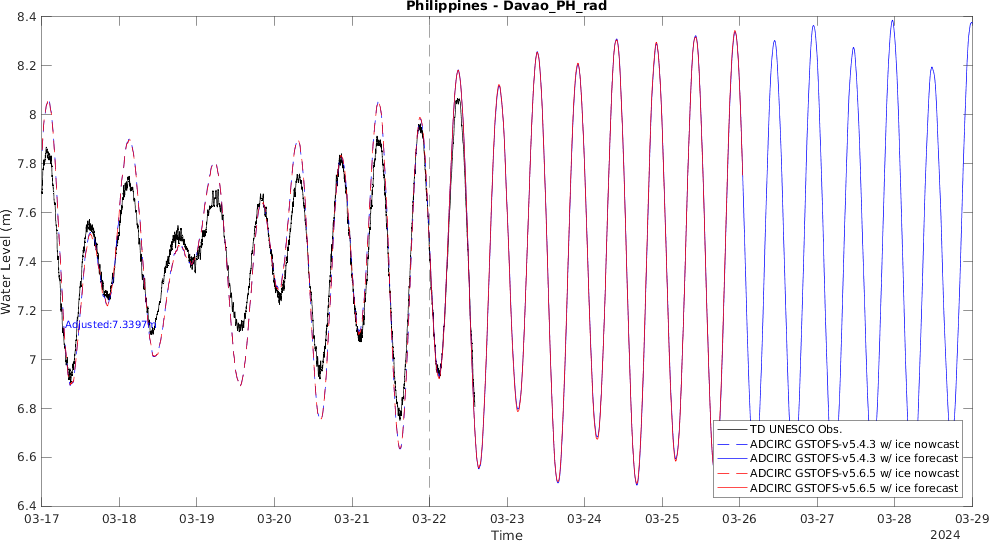 Philippines - Davao_PH_rad
8.4
8.2
8
7.8
7.6
7.4
7.2
7
6.8
6.6
6.4
Water Level (m)
Adjusted:7.3397m
TD UNESCO Obs.
ADCIRC GSTOFS-v5.4.3 w/ ice nowcast
ADCIRC GSTOFS-v5.4.3 w/ ice forecast
ADCIRC GSTOFS-v5.6.5 w/ ice nowcast
ADCIRC GSTOFS-v5.6.5 w/ ice forecast
03-17 03-18 03-19 03-20 03-21 03-22 03-23 03-24 03-25 03-26 03-27 03-28 03-29
Time
2024